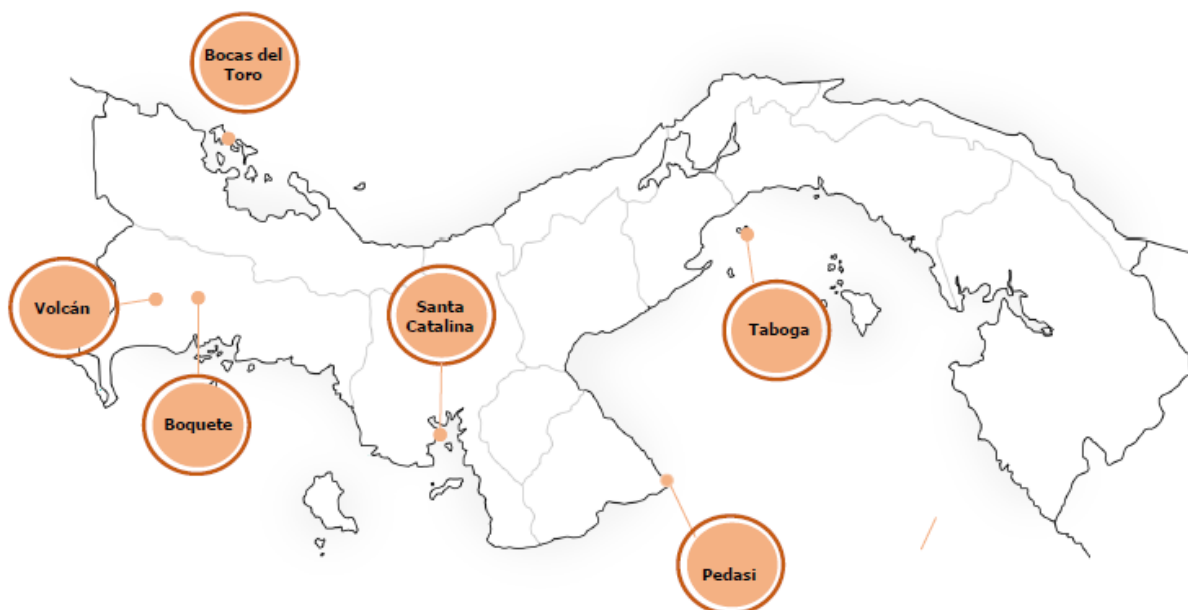 Bocas del
Toro
Volcán
Santa
Catalina
Taboga
Boquete
Pedasi